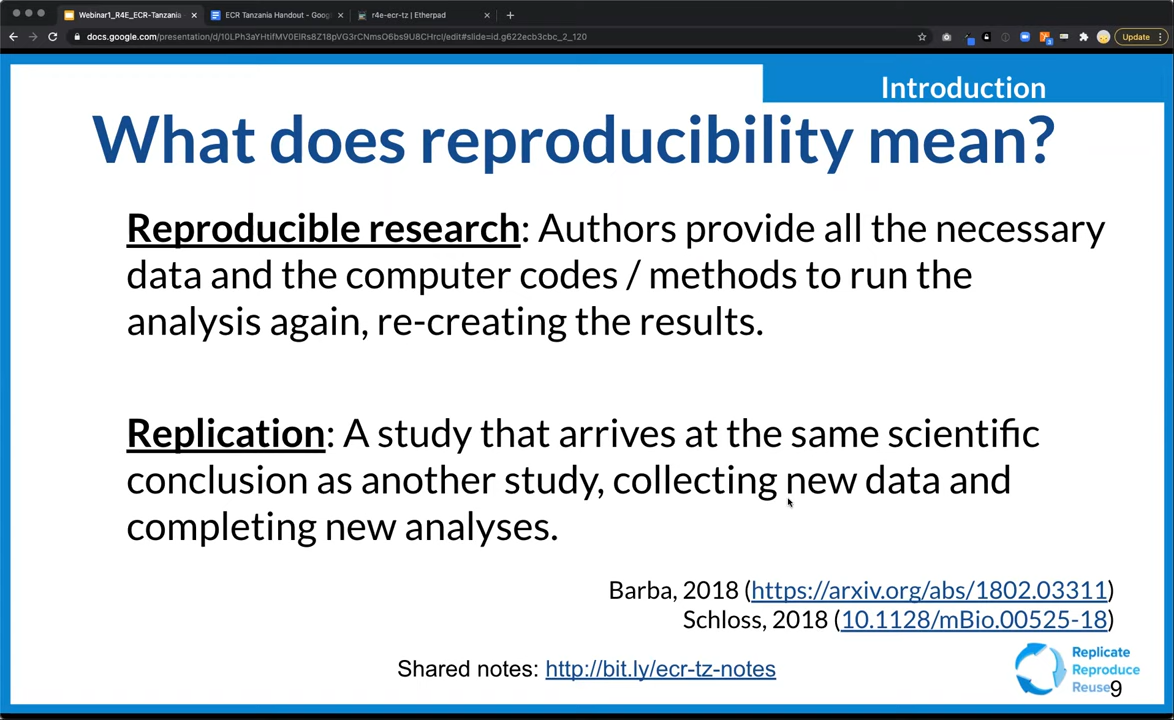 Webinar1_R4E_ECR-Tanzania
ECR Tanzania Handout - Goog
r4e-ecr-tz | Etherpad
docs.google.com/presentation/d/10LPh3aYHtifMV0ElRs8Z18pVG3rCNmsO6bs9U8CHrcI/edit#slide=id.g622ecb3cbc_2_120
Update
Introduction
What does reproducibility mean?
Reproducible research: Authors provide all the necessary
data and the computer codes / methods to run the
analysis again, re-creating the results.
Replication: A study that arrives at the same scientific
conclusion as another study, collecting new data and
completing new analyses.
Barba, 2018 (https://arxiv.org/abs/1802.03311)
Schloss, 2018 (10.1128/mBio.00525-18)
Shared notes: http://bit.ly/ecr-tz-notes
Replicate
Reproduce
Reuse
9